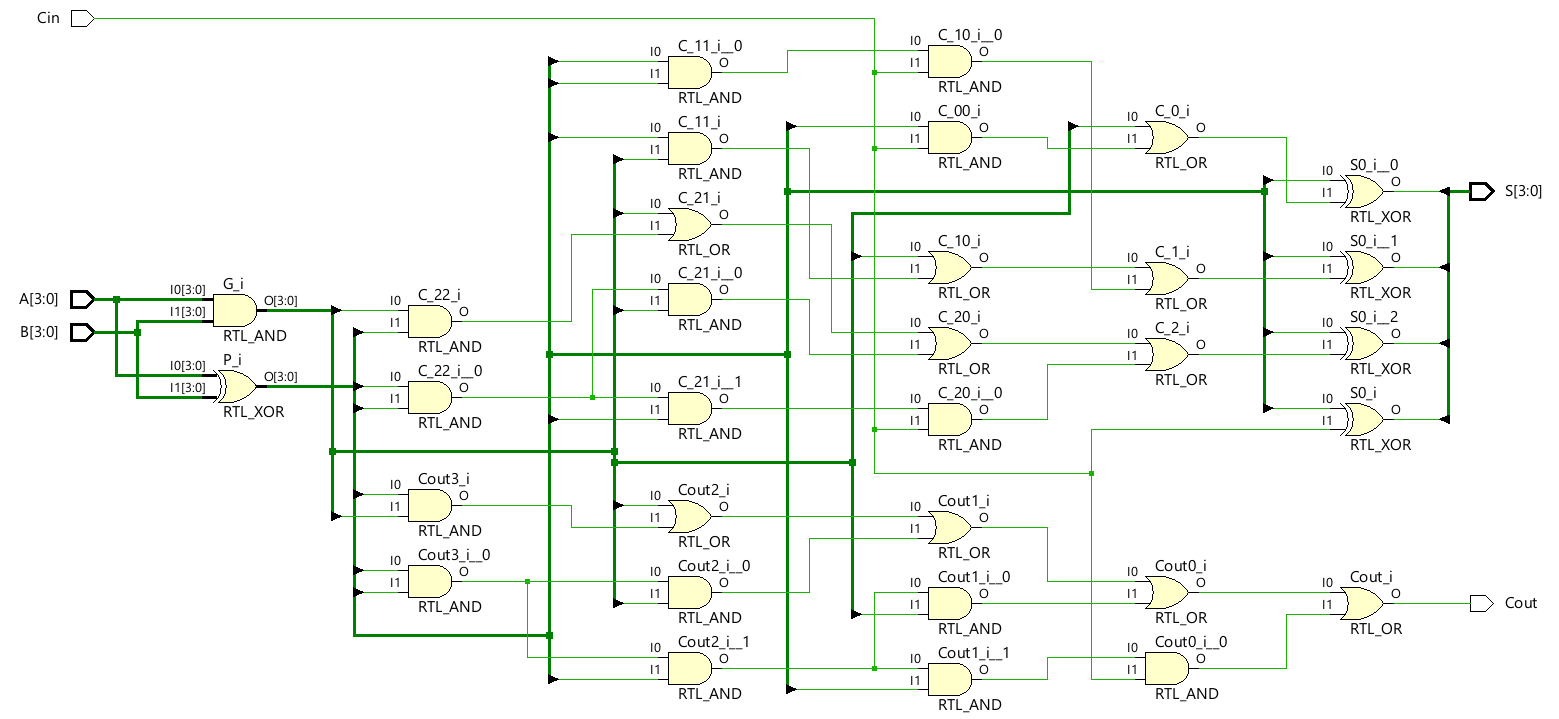 Cin
A[3:0]
B[3:0]
I0[3:0]
I1[3:0]
G_i
O[3:0]
RTL_AND
I0[3:0]
I1[3:0]
P_i
O[3:0]
RTL_XOR
I0
I1
C_22_i
O
RTL_AND
I0
I1
C_22_i__0
O
RTL_AND
I0
I1
Cout3_i
O
RTL_AND
I0
I1
Cout3_i__0
O
RTL_AND
I0
I1
C_11_i__0
O
RTL_AND
I0
I1
C_11_i
O
RTL_AND
I0
I1
C_21_i
O
RTL_OR
I0
I1
C_21_i__0
O
RTL_AND
I0
I1
C_21_i__1
O
RTL_AND
I0
I1
Cout2_i
O
RTL_OR
I0
I1
Cout2_i__0
O
RTL_AND
I0
I1
Cout2_i__1
O
RTL_AND
I0
I1
C_10_i__0
O
RTL_AND
I0
I1
C_00_i
O
RTL_AND
I0
I1
C_10_i
O
RTL_OR
I0
I1
C_20_i
O
RTL_OR
I0
I1
C_20_i__0
O
RTL_AND
I0
I1
Cout1_i
O
RTL_OR
I0
I1
Cout1_i__0
O
RTL_AND
I0
I1
Cout1_i__1
O
RTL_AND
I0
I1
C_0_i
O
RTL_OR
I0
I1
C_1_i
O
RTL_OR
I0
I1
C_2_i
O
RTL_OR
I0
I1
Cout0_i
O
RTL_OR
I0
I1
Cout0_i__0
O
RTL_AND
I0
I1
S0_i__0
O
RTL_XOR
I0
I1
S0_i__1
O
RTL_XOR
I0
I1
S0_i__2
O
RTL_XOR
I0
I1
S0_i
O
RTL_XOR
I0
I1
Cout_i
O
RTL_OR
S[3:0]
Cout